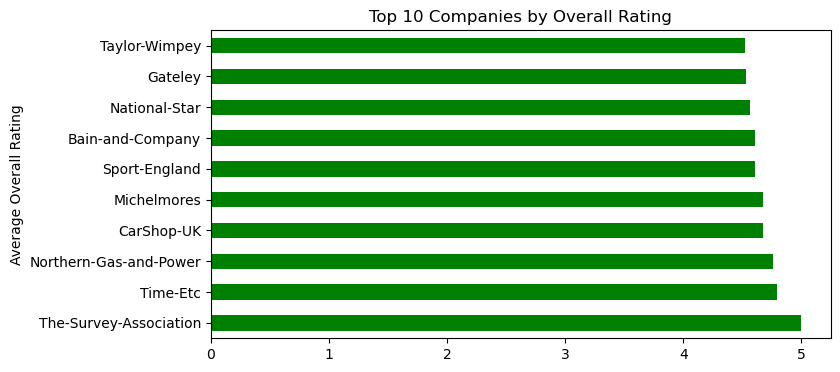 Top 10 Companies by Overall Rating
Average Overall Rating
Taylor-Wimpey
Gateley
National-Star
Bain-and-Company
Sport-England
Michelmores
CarShop-UK
Northern-Gas-and-Power
Time-Etc
The-Survey-Association
0 1 2 3 4 5